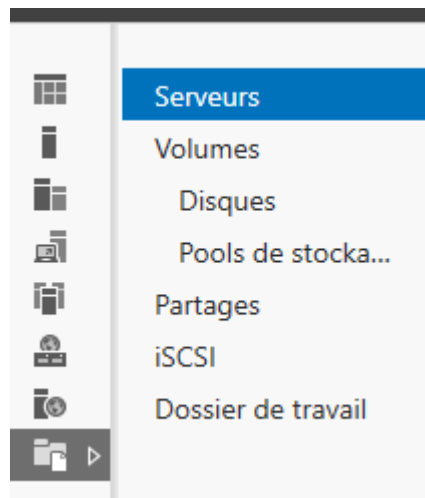 Serveurs
Volumes
Disques
Pools de stocka...
Partages
iSCSI
Dossier de travail